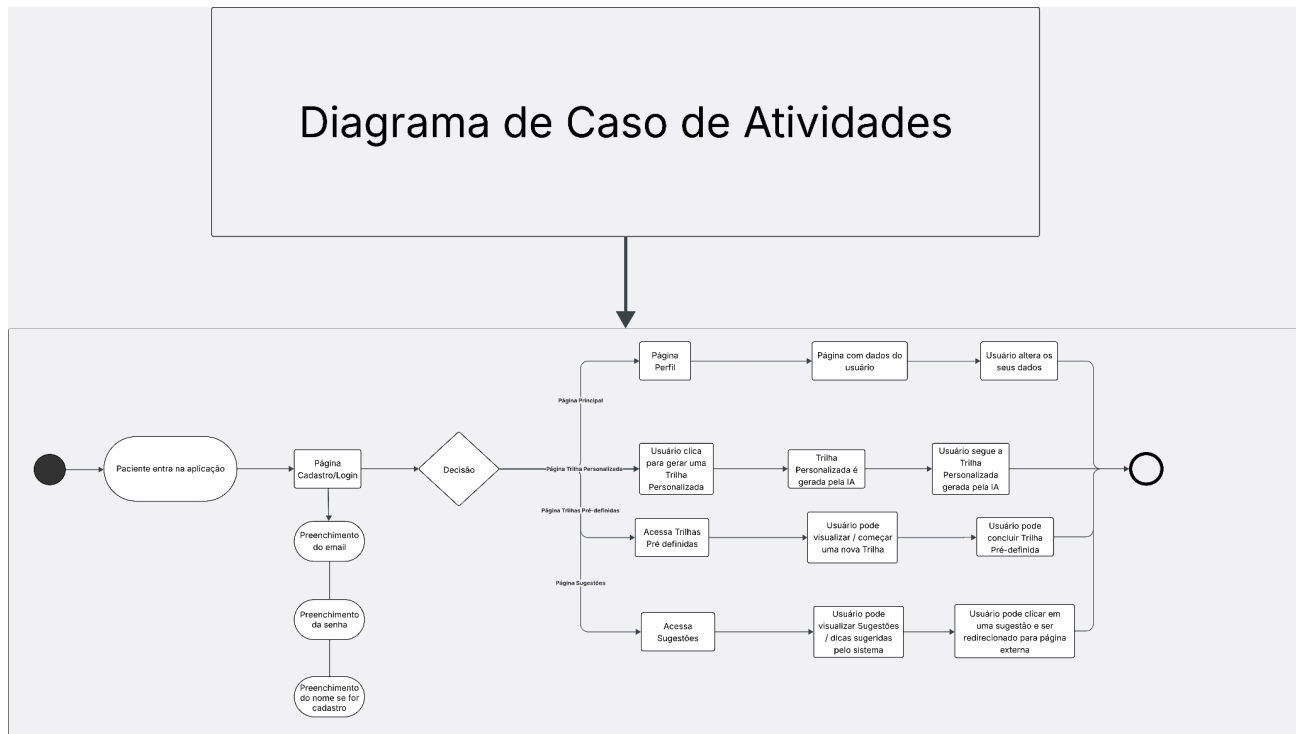 Diagrama de Caso de Atividades
Página
Perfil
Página com dados do
usuário
Usuário altera os
seus dados
Página Principal
Paciente entra na aplicação
Página
Cadastro/Login
Decisão
Página Trilha Personalizada
Usuário clica
para gerar uma
Trilha
Personalizada
Trilha
Personalizada é
gerada pela IA
Usuário segue a
Trilha
Personalizada
gerada pela IA
Página Trilhas Pré-definidas
Acessa Trilhas
Pré definidas
Usuário pode
visualizar / começar
uma nova Trilha
Usuário pode
concluir Trilha
Pré-definida
Preenchimento
do email
Página Sugestões
Acessa
Sugestões
Usuário pode
visualizar Sugestões
/ dicas sugeridas
pelo sistema
Usuário pode clicar em
uma sugestão e ser
redirecionado para página
externa
Preenchimento
da senha
Preenchimento
do nome se for
cadastro